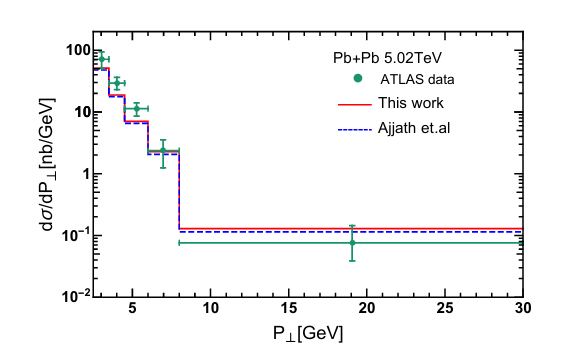 Pb+Pb 5.02TeV
ATLAS data
This work
Ajjath et.al
dσ/dP⊥[nb/GeV]
100
10
1
10⁻¹
10⁻²
5 10 15 20 25 30
P⊥[GeV]